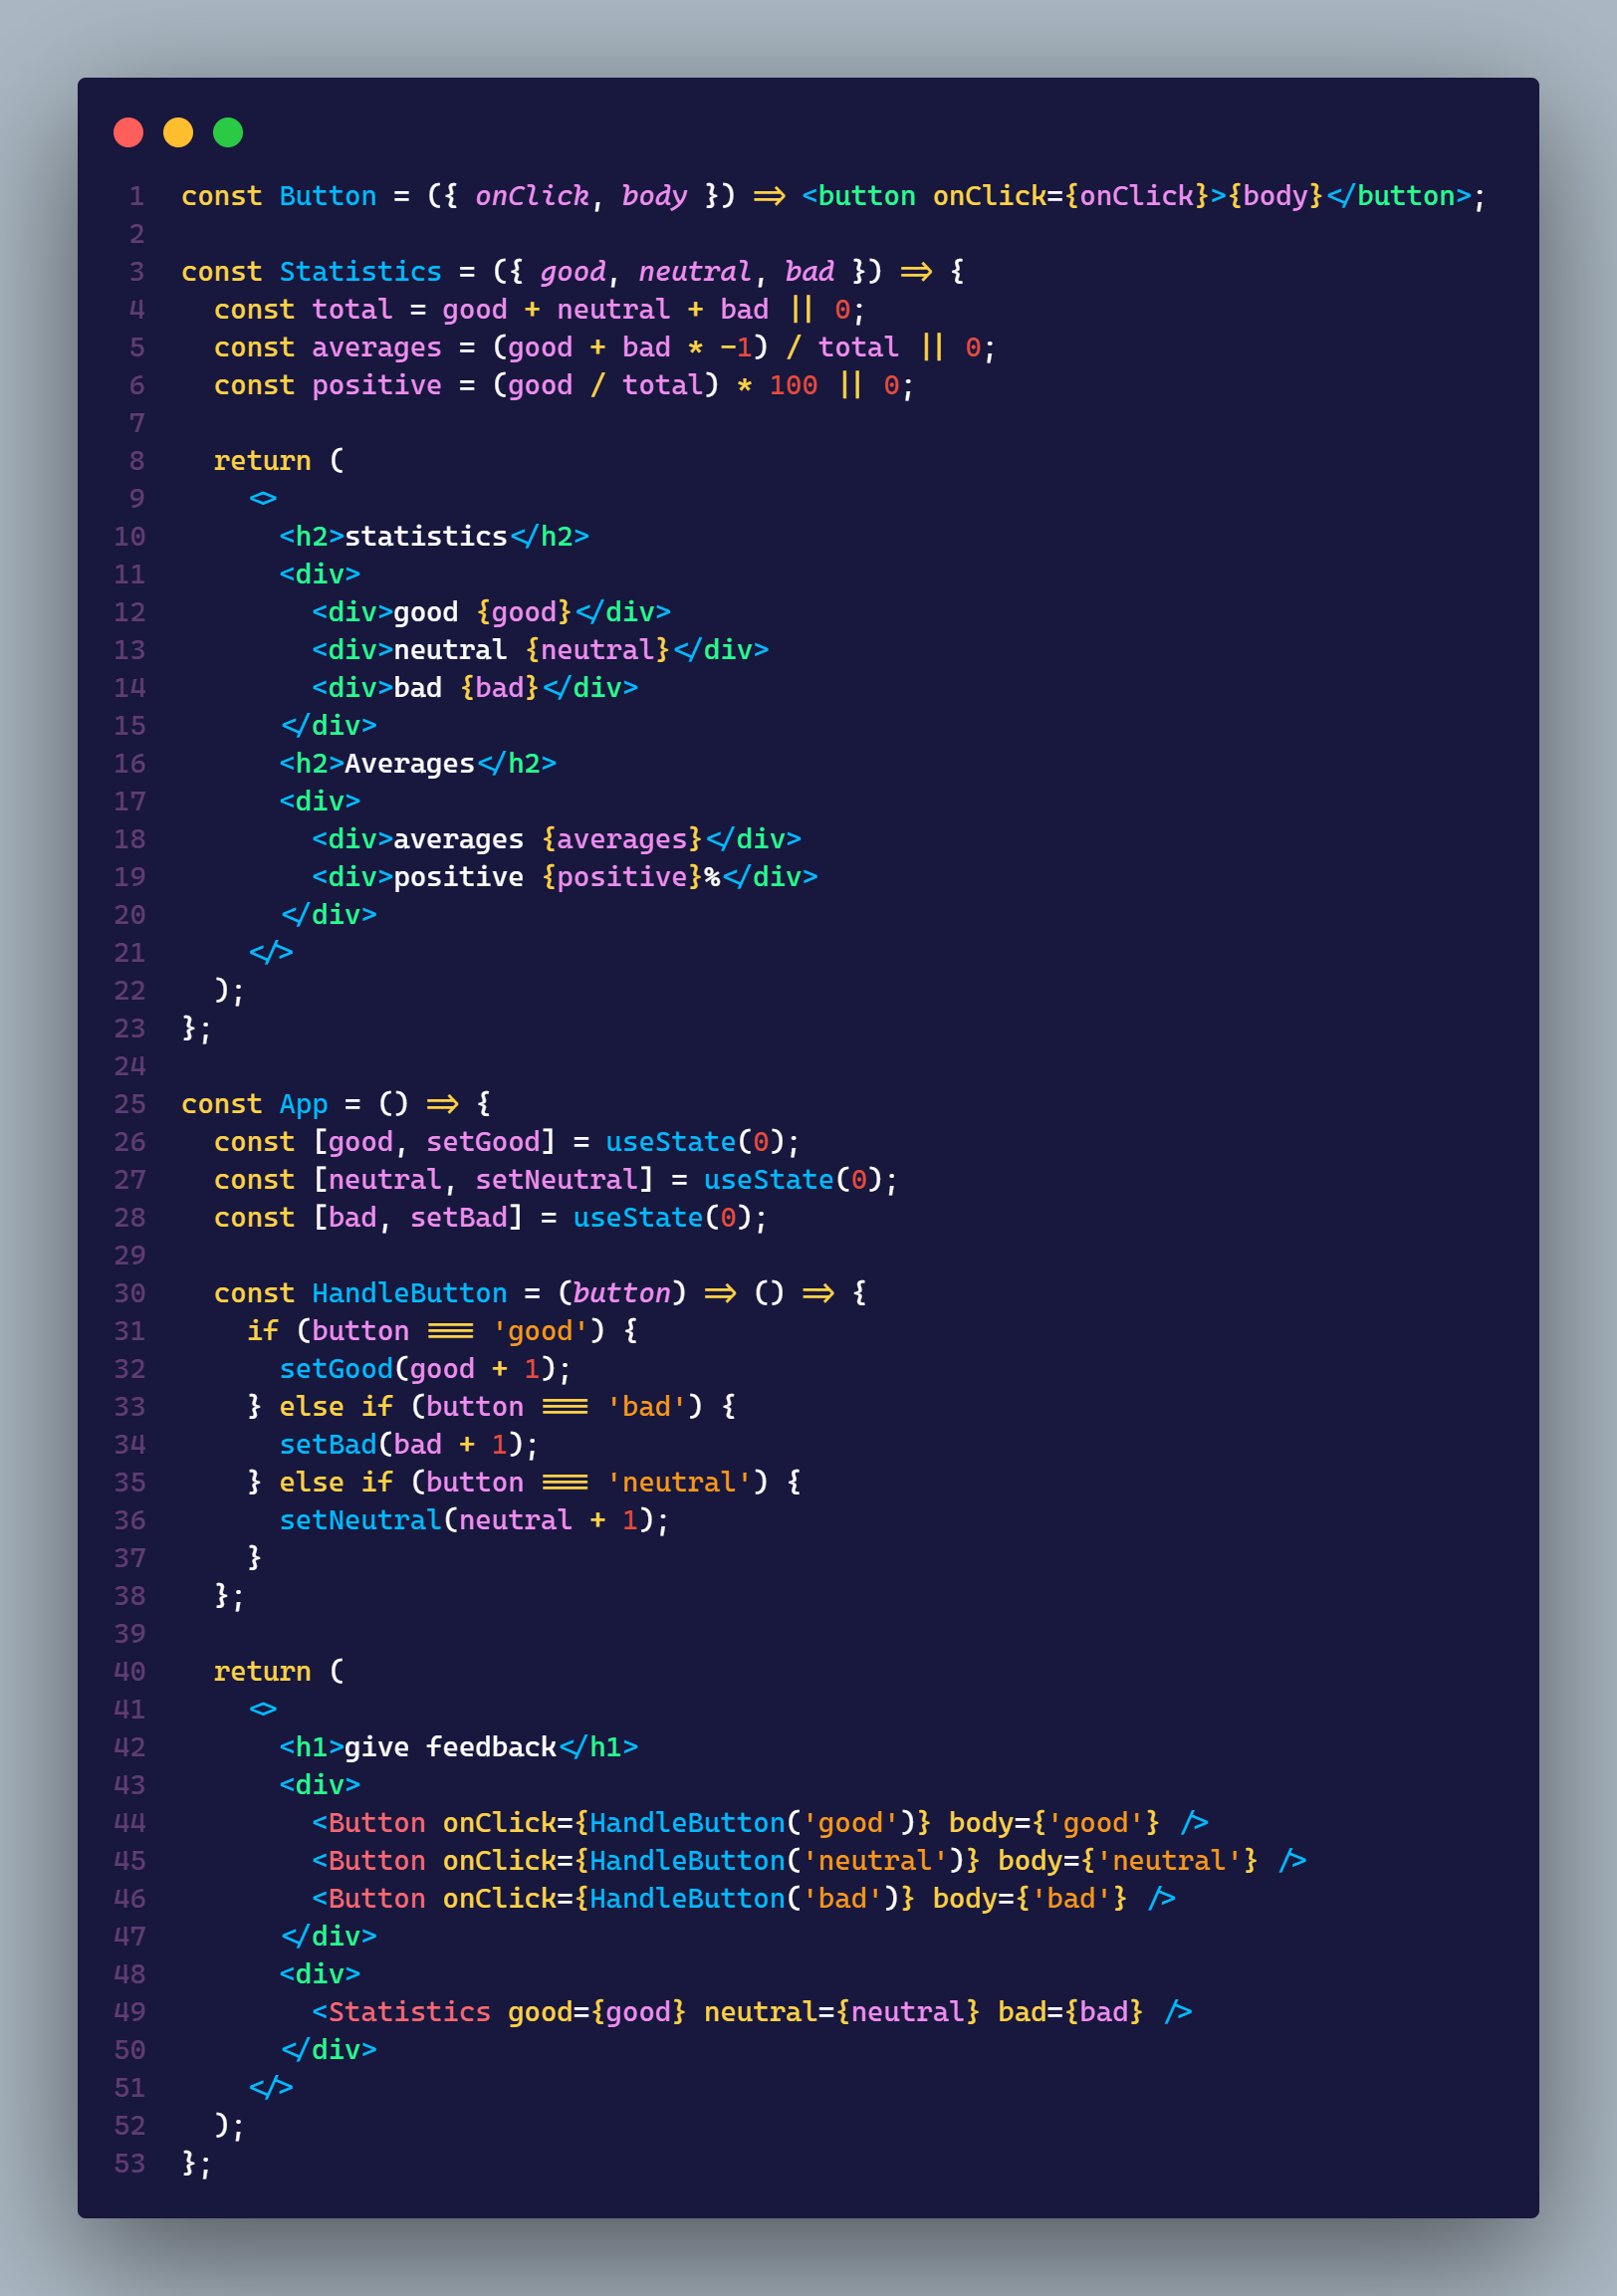 1 const Button = ({ onClick, body }) => <button onClick={onClick}>{body}</button>;
2
3 const Statistics = ({ good, neutral, bad }) => {
4   const total = good + neutral + bad || 0;
5   const averages = (good + bad * -1) / total || 0;
6   const positive = (good / total) * 100 || 0;
7
8   return (
9     <>
10       <h2>statistics</h2>
11       <div>
12         <div>good {good}</div>
13         <div>neutral {neutral}</div>
14         <div>bad {bad}</div>
15       </div>
16       <h2>Averages</h2>
17       <div>
18         <div>averages {averages}</div>
19         <div>positive {positive}%</div>
20       </div>
21     </>
22   );
23 };
24
25 const App = () => {
26   const [good, setGood] = useState(0);
27   const [neutral, setNeutral] = useState(0);
28   const [bad, setBad] = useState(0);
29
30   const HandleButton = (button) => () => {
31     if (button === 'good') {
32       setGood(good + 1);
33     } else if (button === 'bad') {
34       setBad(bad + 1);
35     } else if (button === 'neutral') {
36       setNeutral(neutral + 1);
37     }
38   };
39
40   return (
41     <>
42       <h1>give feedback</h1>
43       <div>
44         <Button onClick={HandleButton('good')} body={'good'} />
45         <Button onClick={HandleButton('neutral')} body={'neutral'} />
46         <Button onClick={HandleButton('bad')} body={'bad'} />
47       </div>
48       <div>
49         <Statistics good={good} neutral={neutral} bad={bad} />
50       </div>
51     </>
52   );
53 };